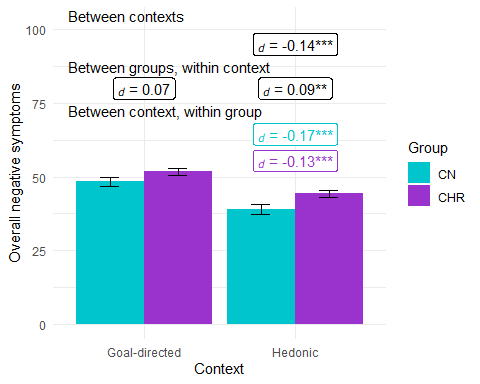 Between contexts
100
d = -0.14***
Between groups, within context
d = 0.07
d = 0.09**
75
Between context, within group
d = -0.17***
d = -0.13***
50
25
0
Overall negative symptoms
Goal-directed
Hedonic
Context
Group
CN
CHR